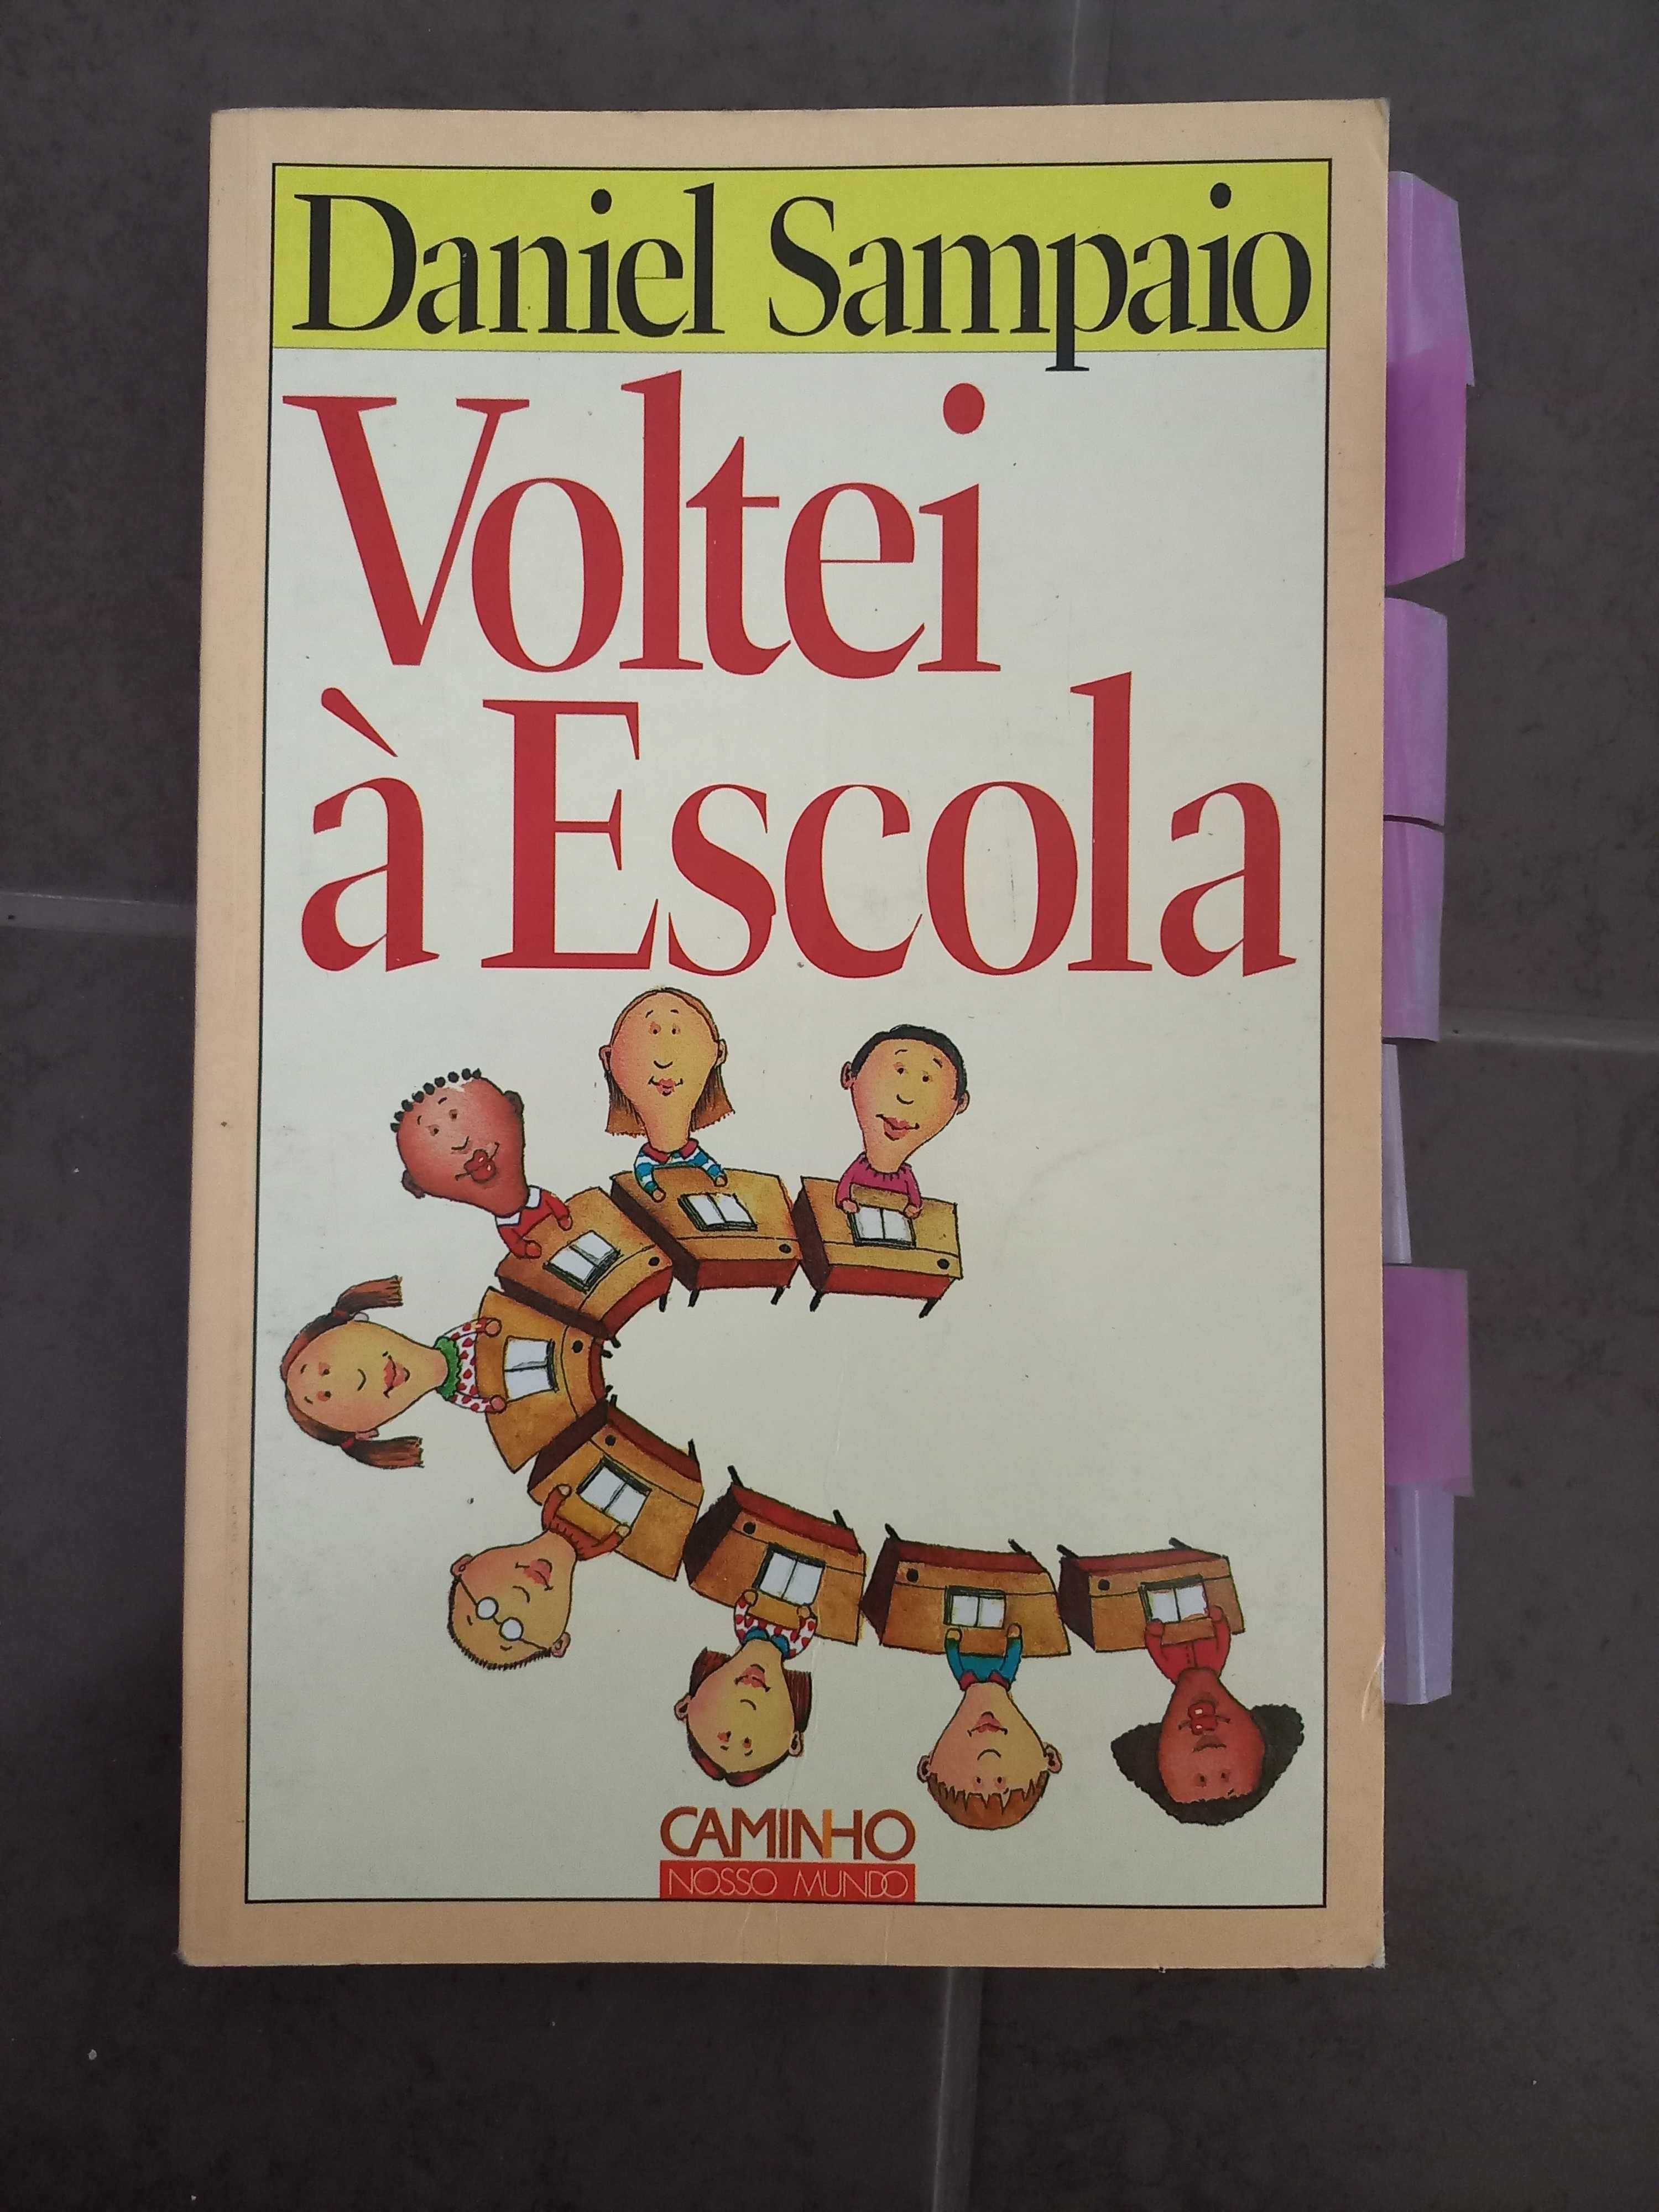 Daniel Sampaio
Voltei
à Escola
CAMINHO
NOSSO MUNDO